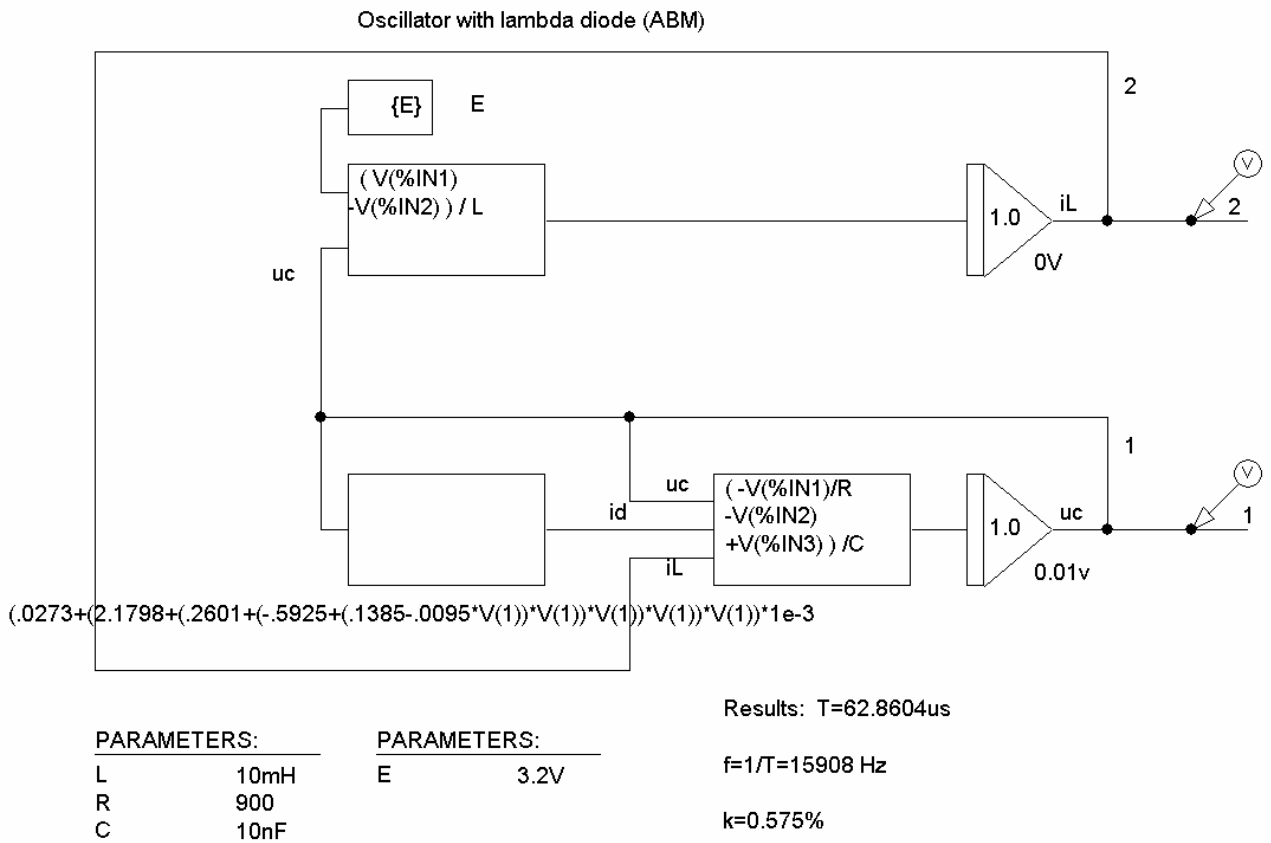 Oscillator with lambda diode (ABM)
2
{E} E
( V(%IN1)
-V(%IN2) ) / L
1.0
iL
2
V
0V
uc
1
uc
id
iL
( -V(%IN1)/R
-V(%IN2)
+V(%IN3) ) /C
1.0
uc
1
V
0.01v
(.0273+(2.1798+(.2601+(-.5925+(.1385-.0095*V(1))*V(1))*V(1))*V(1))*V(1))*1e-3
Results: T=62.8604us
PARAMETERS: PARAMETERS:
L 10mH E 3.2V
f=1/T=15908 Hz
R 900
C 10nF
k=0.575%